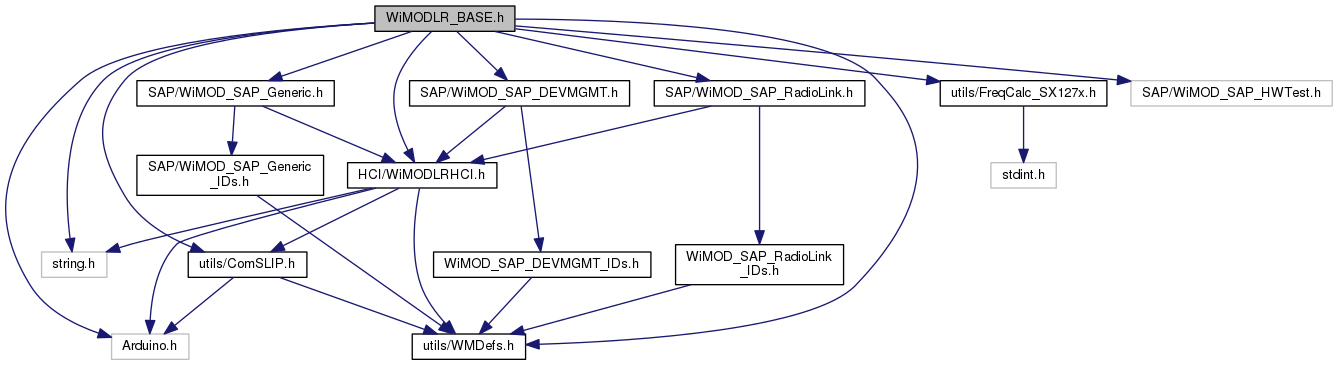 WiMODLR_BASE.h
SAP/WiMOD_SAP_Generic.h
SAP/WiMOD_SAP_DEVMGMT.h
SAP/WiMOD_SAP_RadioLink.h
utils/FreqCalc_SX127x.h
SAP/WiMOD_SAP_HWTest.h
SAP/WiMOD_SAP_Generic
_IDs.h
HCI/WiMODLRHCI.h
stdint.h
string.h
utils/ComSLIP.h
WiMOD_SAP_DEVMGMT_IDs.h
WiMOD_SAP_RadioLink
_IDs.h
Arduino.h
utils/WMDefs.h